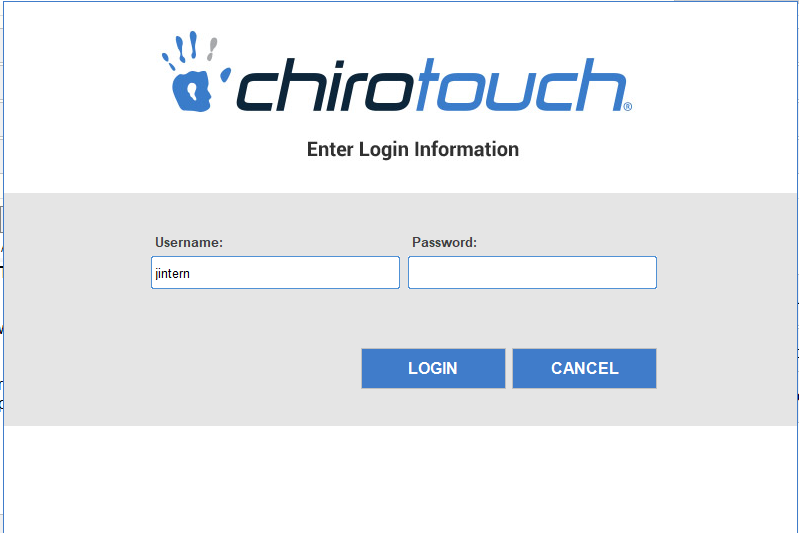 chirotouch®
Enter Login Information
Username: Password:
jintern
LOGIN CANCEL